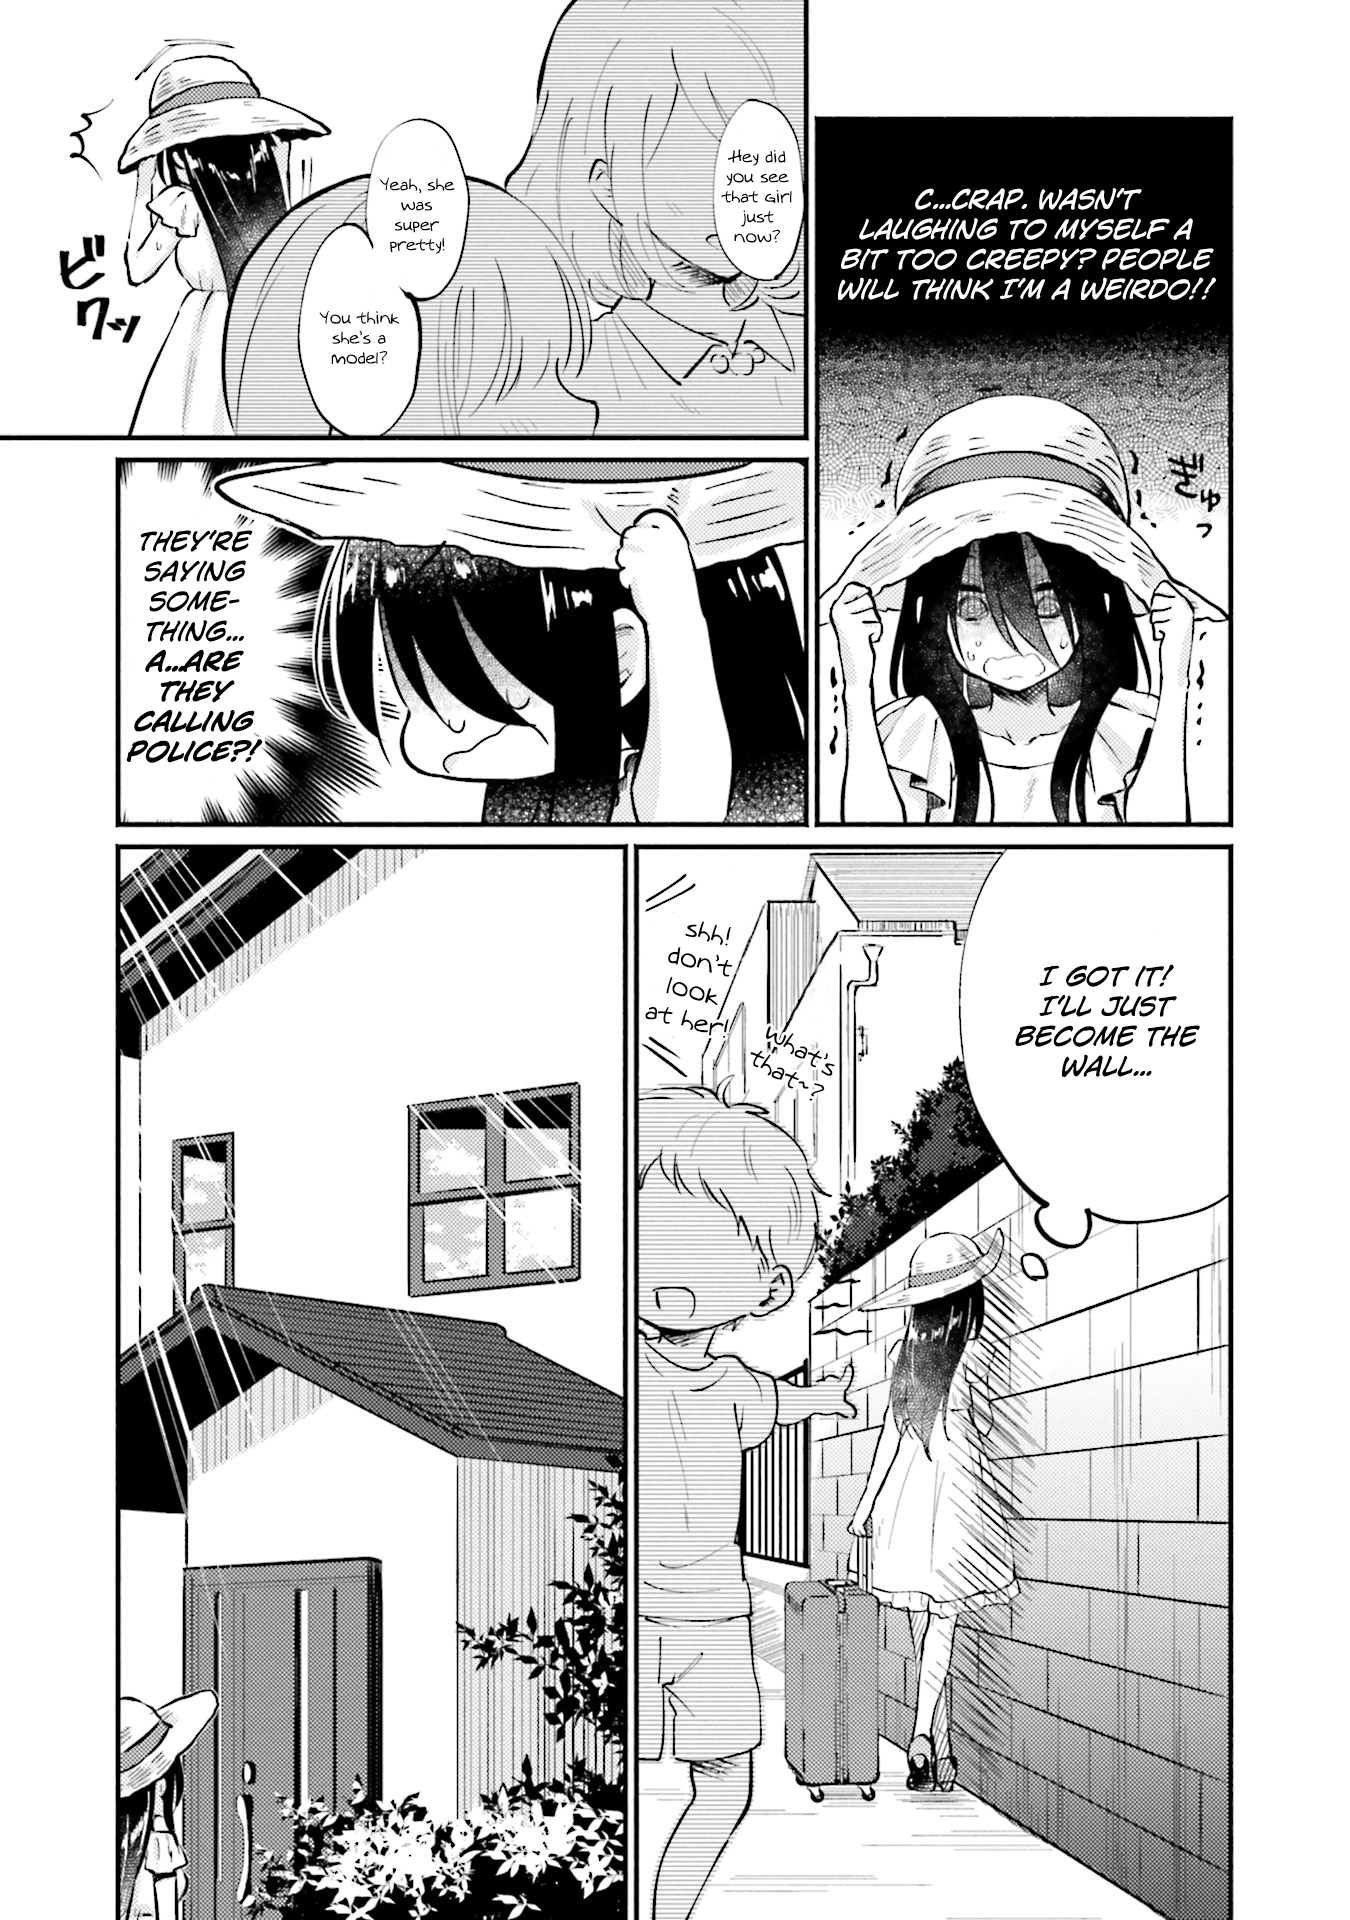 C...CRAP. WASN'T
LAUGHING TO MYSELF A
BIT TOO CREEPY? PEOPLE
WILL THINK I'M A WEIRDO!!
ぎゅっ
Hey did
you see
that Girl
just
now?
Yeah, she
was
super
pretty!
You think
she's a
model?
ビクッ
THEY'RE
SAYING
SOME-
THING...
A...ARE
THEY
CALLING
POLICE?!
I GOT IT!
I'LL JUST
BECOME THE
WALL...
shh!
don't
look
at her!
What's
that~?